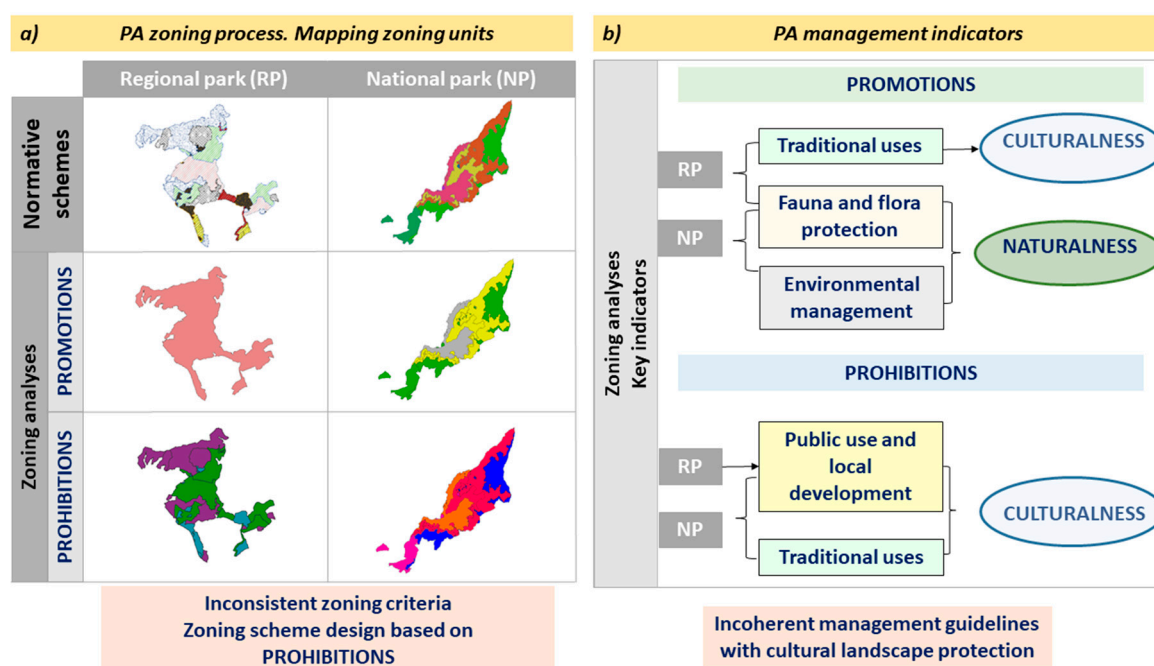 a) PA zoning process. Mapping zoning units
Regional park (RP)
National park (NP)
Normative
schemes
Zoning analyses
PROMOTIONS
PROHIBITIONS
Inconsistent zoning criteria
Zoning scheme design based on
PROHIBITIONS
b) PA management indicators
Zoning analyses
Key indicators
PROMOTIONS
RP
NP
Traditional uses
Fauna and flora
protection
Environmental
management
CULTURALNESS
NATURALNESS
PROHIBITIONS
RP
NP
Public use and
local
development
Traditional uses
CULTURALNESS
Incoherent management guidelines
with cultural landscape protection